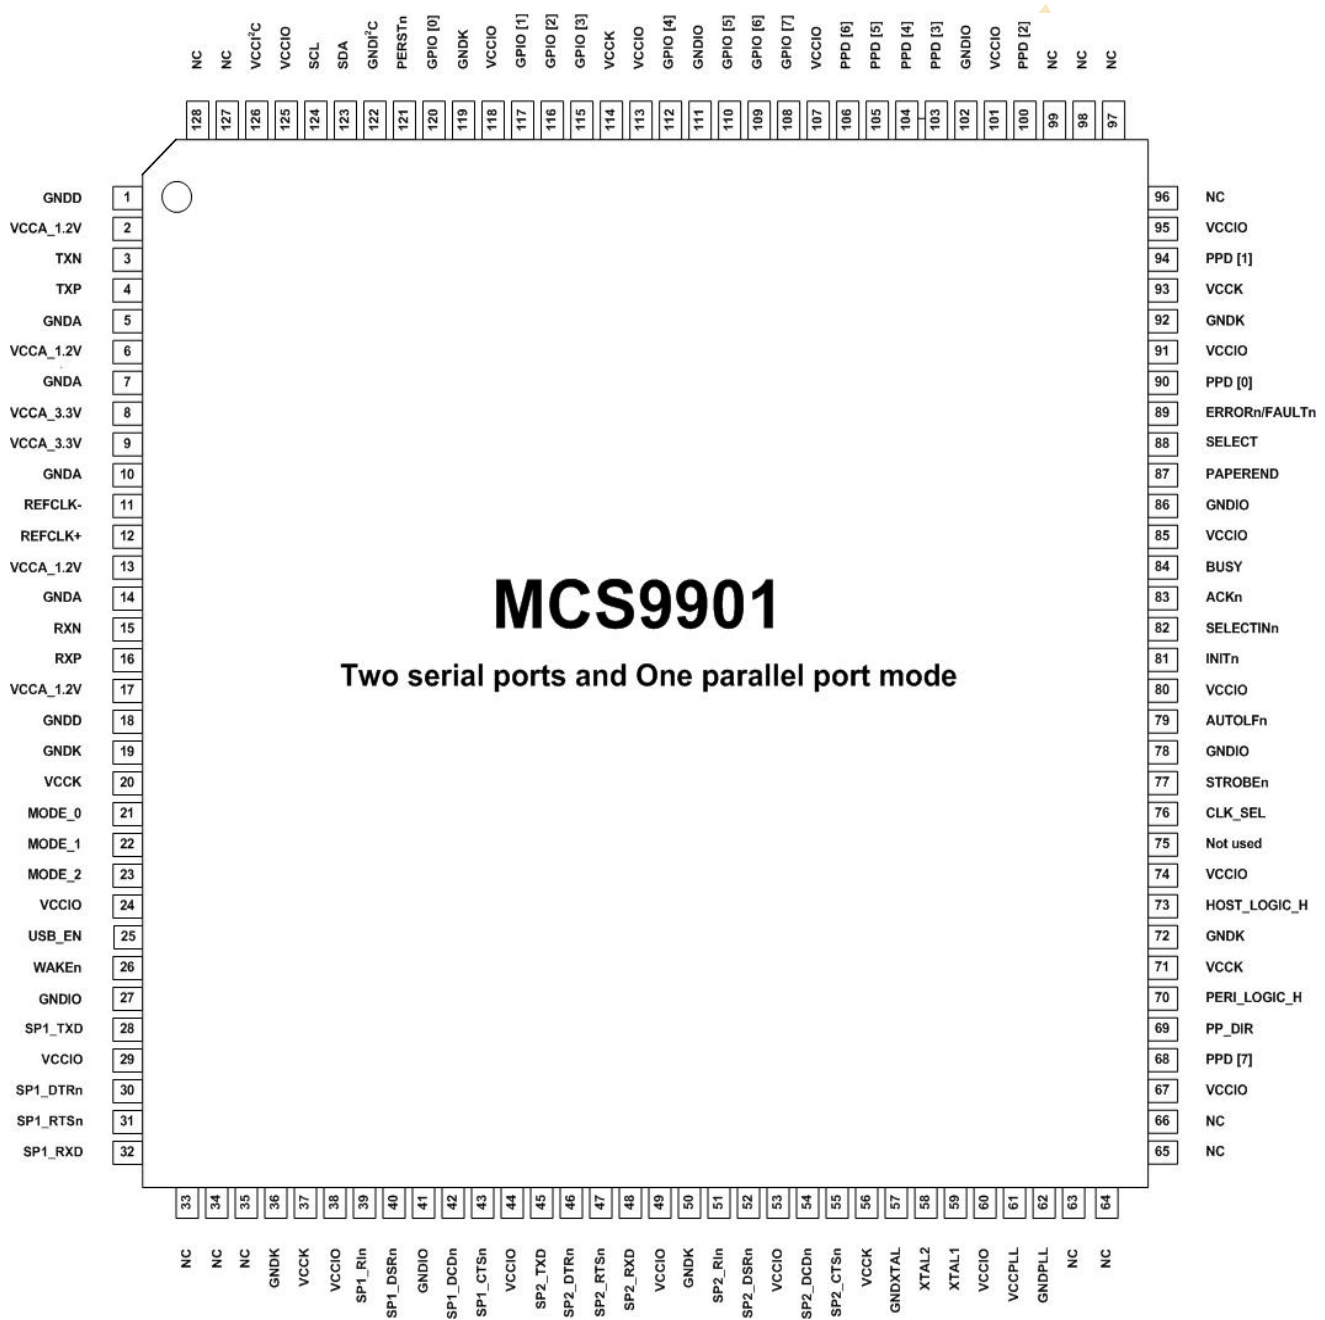 NC NC VCCI²C VCCIO SCL SDA GNDI²C PERSTn GPIO [0] GNDK VCCIO GPIO [1] GPIO [2] GPIO [3] VCCK VCCIO GPIO [4] GNDIO GPIO [5] GPIO [6] GPIO [7] VCCIO PPD [6] PPD [5] PPD [4] PPD [3] GNDIO VCCIO PPD [2] NC NC NC
128 127 126 125 124 123 122 121 120 119 118 117 116 115 114 113 112 111 110 109 108 107 106 105 104 103 102 101 100 99 98 97
GNDD 1 96 NC
VCCA_1.2V 2 95 VCCIO
TXN 3 94 PPD [1]
TXP 4 93 VCCK
GNDA 5 92 GNDK
VCCA_1.2V 6 91 VCCIO
GNDA 7 90 PPD [0]
VCCA_3.3V 8 89 ERRORn/FAULTn
VCCA_3.3V 9 88 SELECT
GNDA 10 87 PAPEREND
REFCLK- 11 86 GNDIO
REFCLK+ 12 85 VCCIO
VCCA_1.2V 13 84 BUSY
GNDA 14 83 ACKn
MCS9901
RXN 15 82 SELECTINn
RXP 16 81 INITn
Two serial ports and One parallel port mode
VCCA_1.2V 17 80 VCCIO
GNDD 18 79 AUTOLFn
GNDK 19 78 GNDIO
VCCK 20 77 STROBEn
MODE_0 21 76 CLK_SEL
MODE_1 22 75 Not used
MODE_2 23 74 VCCIO
VCCIO 24 73 HOST_LOGIC_H
USB_EN 25 72 GNDK
WAKEn 26 71 VCCK
GNDIO 27 70 PERI_LOGIC_H
SP1_TXD 28 69 PP_DIR
VCCIO 29 68 PPD [7]
SP1_DTRn 30 67 VCCIO
SP1_RTSn 31 66 NC
SP1_RXD 32 65 NC
33 34 35 36 37 38 39 40 41 42 43 44 45 46 47 48 49 50 51 52 53 54 55 56 57 58 59 60 61 62 63 64
NC NC NC GNDK VCCK VCCIO SP1_RIn SP1_DSRn GNDIO SP1_DCDn SP1_CTSn VCCIO SP2_TXD SP2_DTRn SP2_RTSn SP2_RXD VCCIO GNDK SP2_RIn SP2_DSRn VCCIO SP2_DCDn SP2_CTSn VCCK GNDXTAL XTAL2 XTAL1 VCCIO VCCPLL GNDPLL NC NC